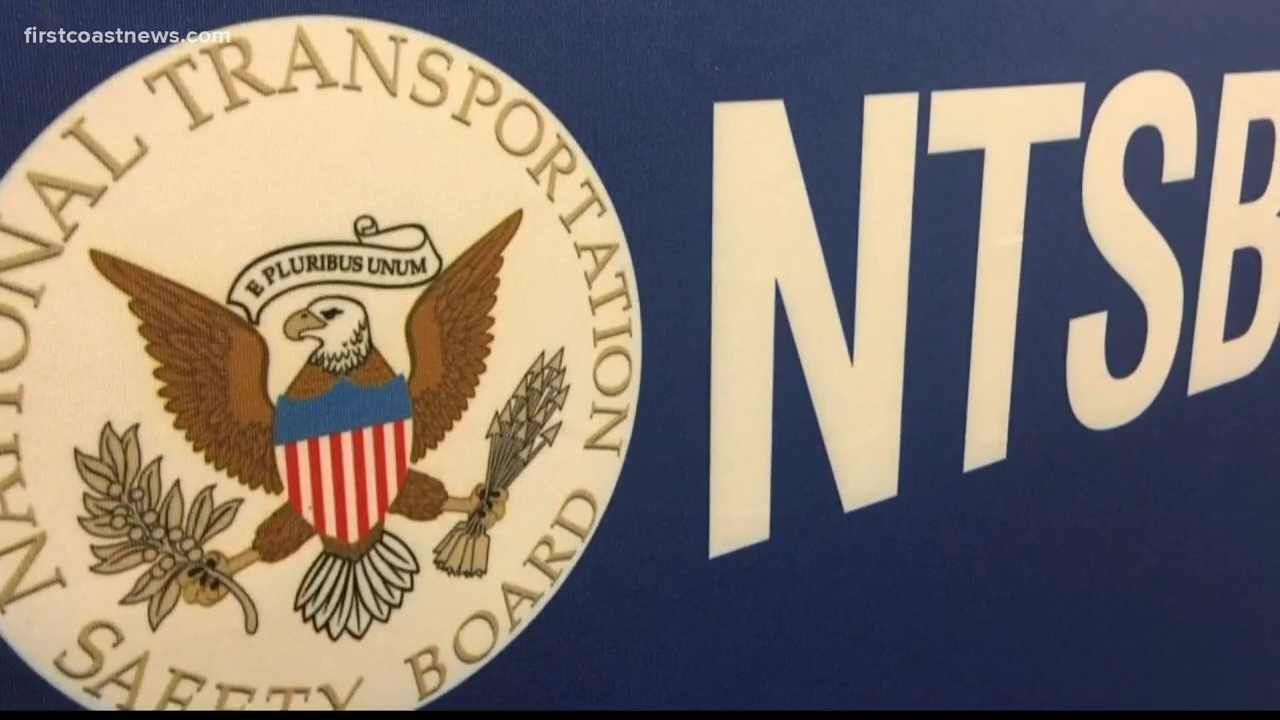 firstcoastnews.com
NATIONAL TRANSPORTATION
SAFETY BOARD
E PLURIBUS UNUM
NTSB